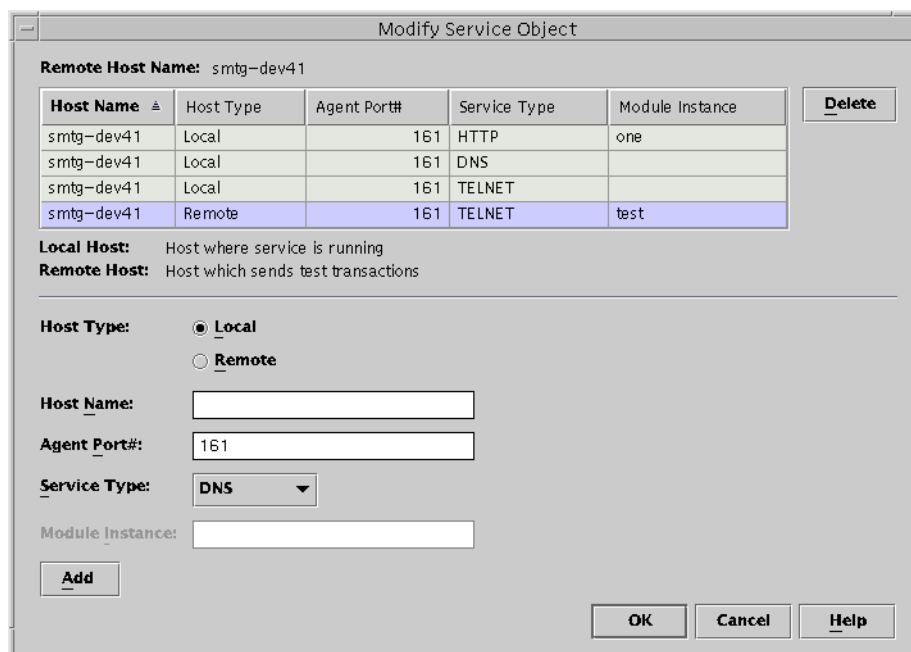 Modify Service Object
Remote Host Name: smtg-dev41
Host Name Host Type Agent Port# Service Type Module Instance Delete
smtg-dev41 Local 161 HTTP one
smtg-dev41 Local 161 DNS
smtg-dev41 Local 161 TELNET
smtg-dev41 Remote 161 TELNET test
Local Host: Host where service is running
Remote Host: Host which sends test transactions
Host Type: Local
Remote
Host Name:
Agent Port#: 161
Service Type: DNS
Module Instance:
Add
OK Cancel Help